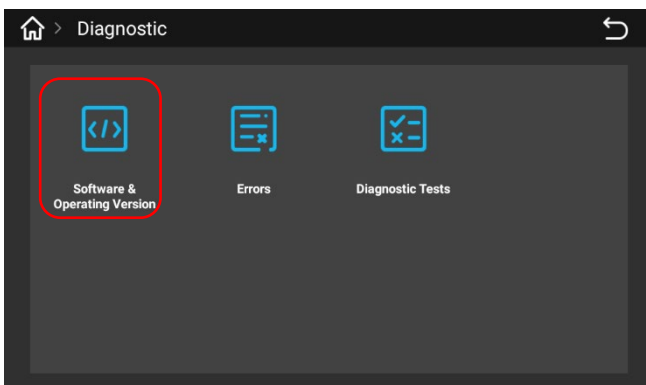 > Diagnostic
</>
Software &
Operating Version
Errors
Diagnostic Tests